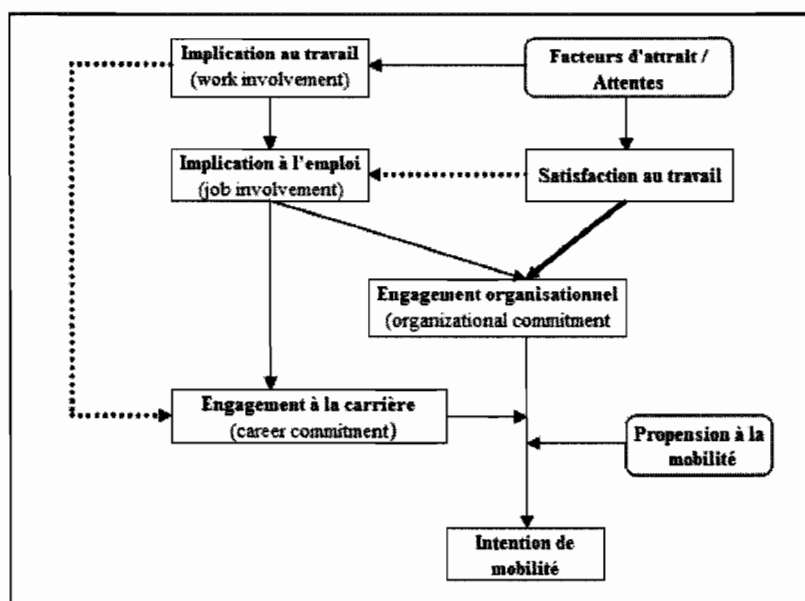 Implication au travail
(work involvement)
Facteurs d'attrait /
Attentes
Implication à l'emploi
(job involvement)
Satisfaction au travail
Engagement organisationnel
(organizational commitment
Engagement à la carrière
(career commitment)
Propension à la
mobilité
Intention de
mobilité